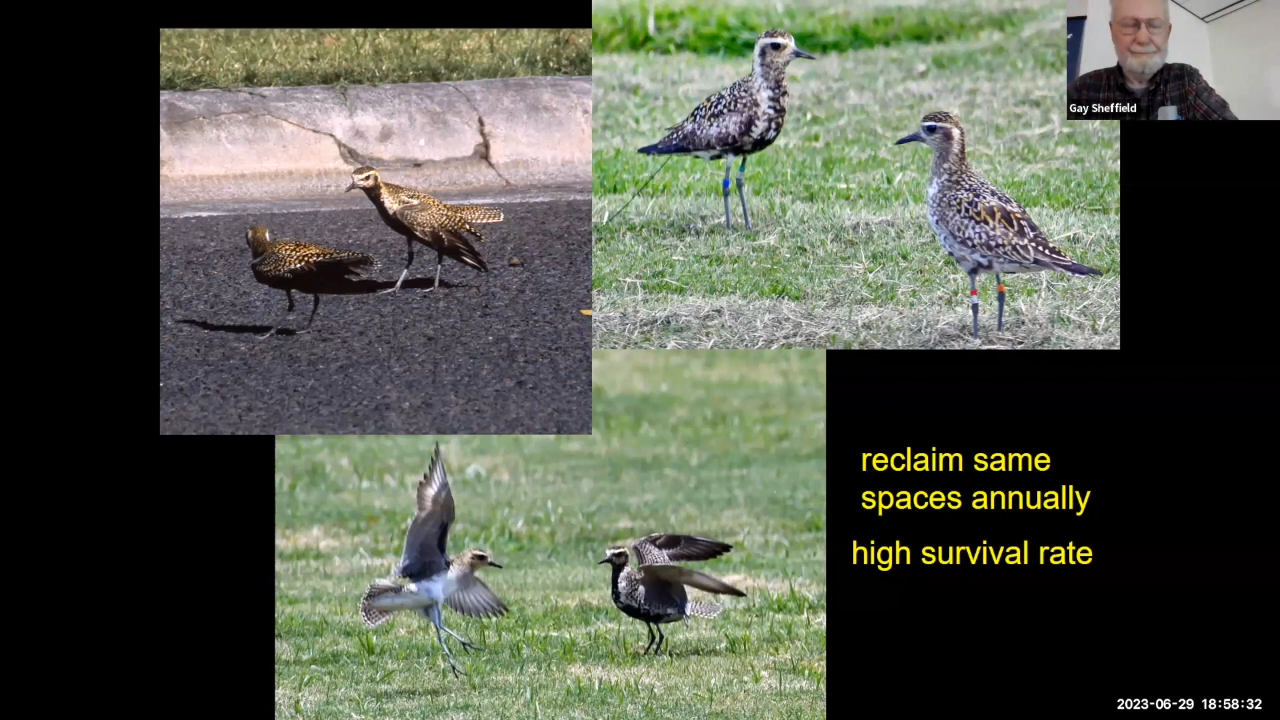 Gay Sheffield
reclaim same
spaces annually
high survival rate
2023-06-29 18:58:32